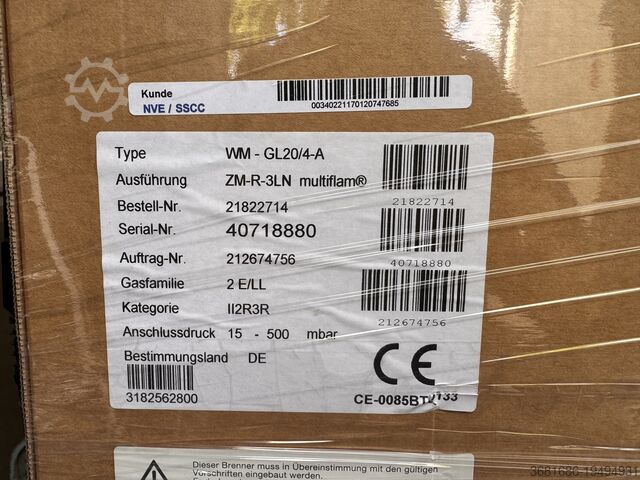 Kunde
NVE / SSCC
00340221170120747685
Type WM - GL20/4-A
Ausführung ZM-R-3LN multiflam®
Bestell-Nr. 21822714
21822714
Serial-Nr. 40718880
40718880
Auftrag-Nr. 212674756
Gasfamilie 2 E/LL
Kategorie II2R3R
212674756
Anschlussdruck 15 - 500 mbar
Bestimmungsland DE
3182562800
CE
Dieser Brenner muss in Übereinstimmung mit den gültigen
Vorschriften eingebaut werden